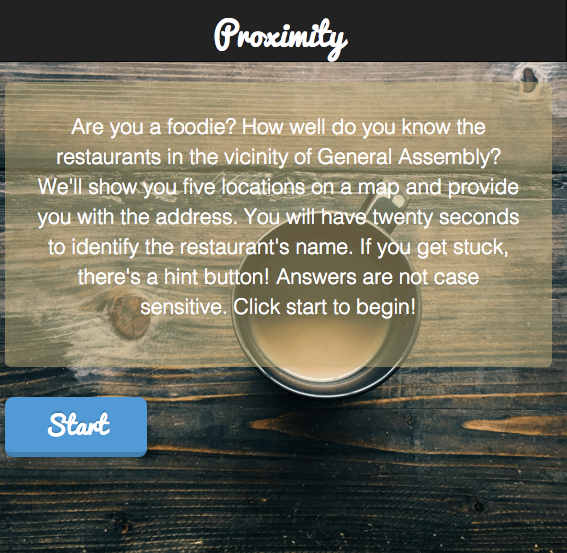 Proximity
Are you a foodie? How well do you know the
restaurants in the vicinity of General Assembly?
We'll show you five locations on a map and provide
you with the address. You will have twenty seconds
to identify the restaurant's name. If you get stuck,
there's a hint button! Answers are not case
sensitive. Click start to begin!
Start